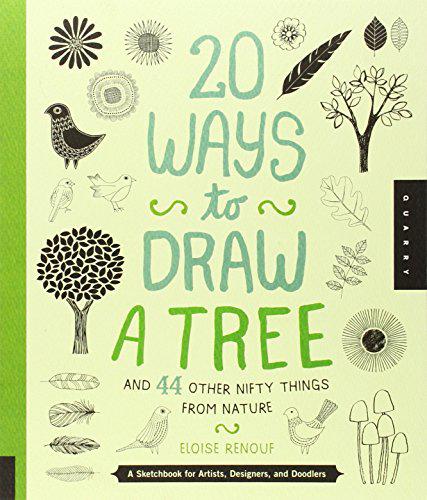 20
WAYS
to
DRAW
A TREE
AND 44 OTHER NIFTY THINGS
FROM NATURE
ELOISE RENOUF
A Sketchbook for Artists, Designers, and Doodlers
QUARRY